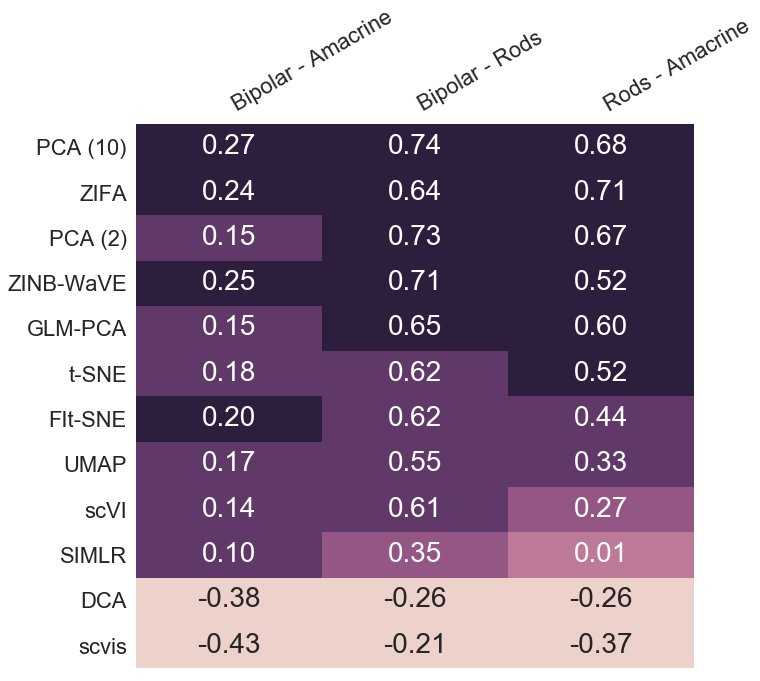 Bipolar - Amacrine Bipolar - Rods Rods - Amacrine
PCA (10) 0.27 0.74 0.68
ZIFA 0.24 0.64 0.71
PCA (2) 0.15 0.73 0.67
ZINB-WaVE 0.25 0.71 0.52
GLM-PCA 0.15 0.65 0.60
t-SNE 0.18 0.62 0.52
FIt-SNE 0.20 0.62 0.44
UMAP 0.17 0.55 0.33
scVI 0.14 0.61 0.27
SIMLR 0.10 0.35 0.01
DCA -0.38 -0.26 -0.26
scvis -0.43 -0.21 -0.37